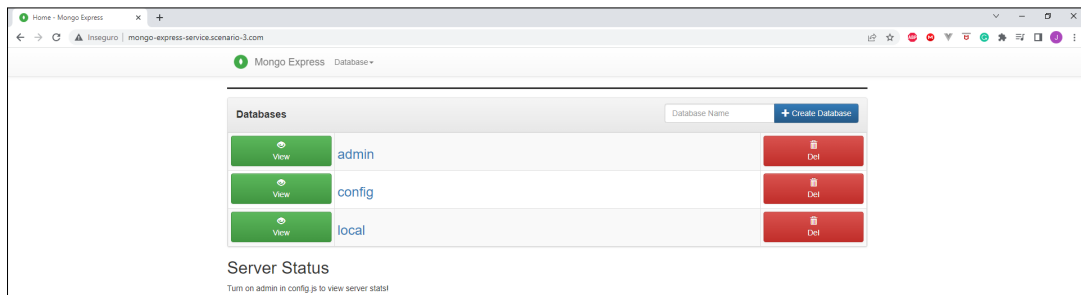 Home - Mongo Express
Inseguro | mongo-express-service.scenario-3.com
Mongo Express Database
Databases
Database Name
+ Create Database
View admin Del
View config Del
View local Del
Server Status
Turn on admin in config.js to view server stats!